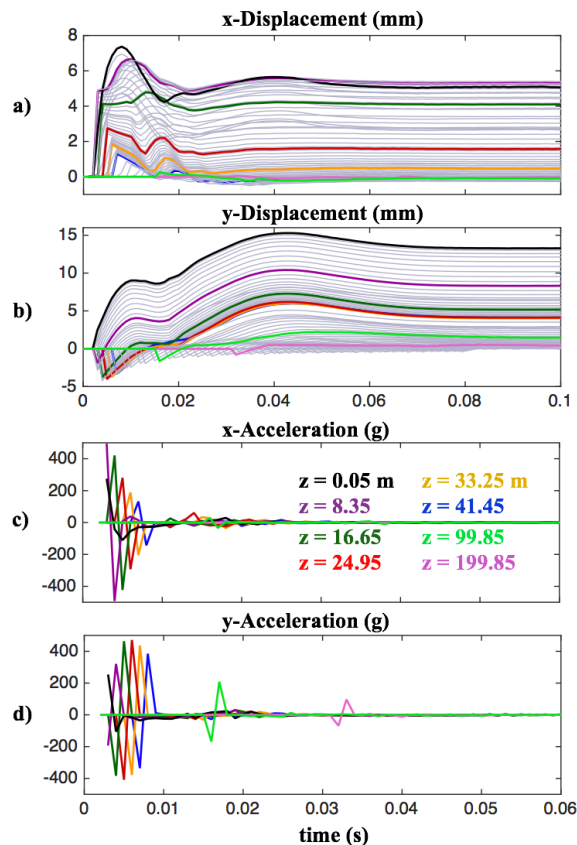 x-Displacement (mm)
8
6
4
2
0
a)
y-Displacement (mm)
15
10
5
0
-5
b)
0 0.02 0.04 0.06 0.08 0.1
x-Acceleration (g)
400
200
0
-200
-400
c)
z = 0.05 m z = 33.25 m
z = 8.35 z = 41.45
z = 16.65 z = 99.85
z = 24.95 z = 199.85
y-Acceleration (g)
400
200
0
-200
-400
d)
0 0.01 0.02 0.03 0.04 0.05 0.06
time (s)